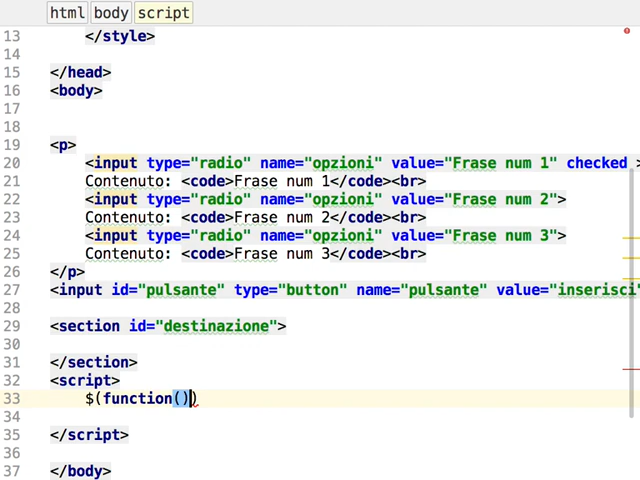 html body script
13 </style>
14
15 </head>
16 <body>
17
18
19 <p>
20 <input type="radio" name="opzioni" value="Frase num 1" checked >
21 Contenuto: <code>Frase num 1</code><br>
22 <input type="radio" name="opzioni" value="Frase num 2">
23 Contenuto: <code>Frase num 2</code><br>
24 <input type="radio" name="opzioni" value="Frase num 3">
25 Contenuto: <code>Frase num 3</code><br>
26 </p>
27 <input id="pulsante" type="button" name="pulsante" value="inserisci"
28
29 <section id="destinazione">
30
31 </section>
32 <script>
33 $(function())
34
35 </script>
36
37 </body>